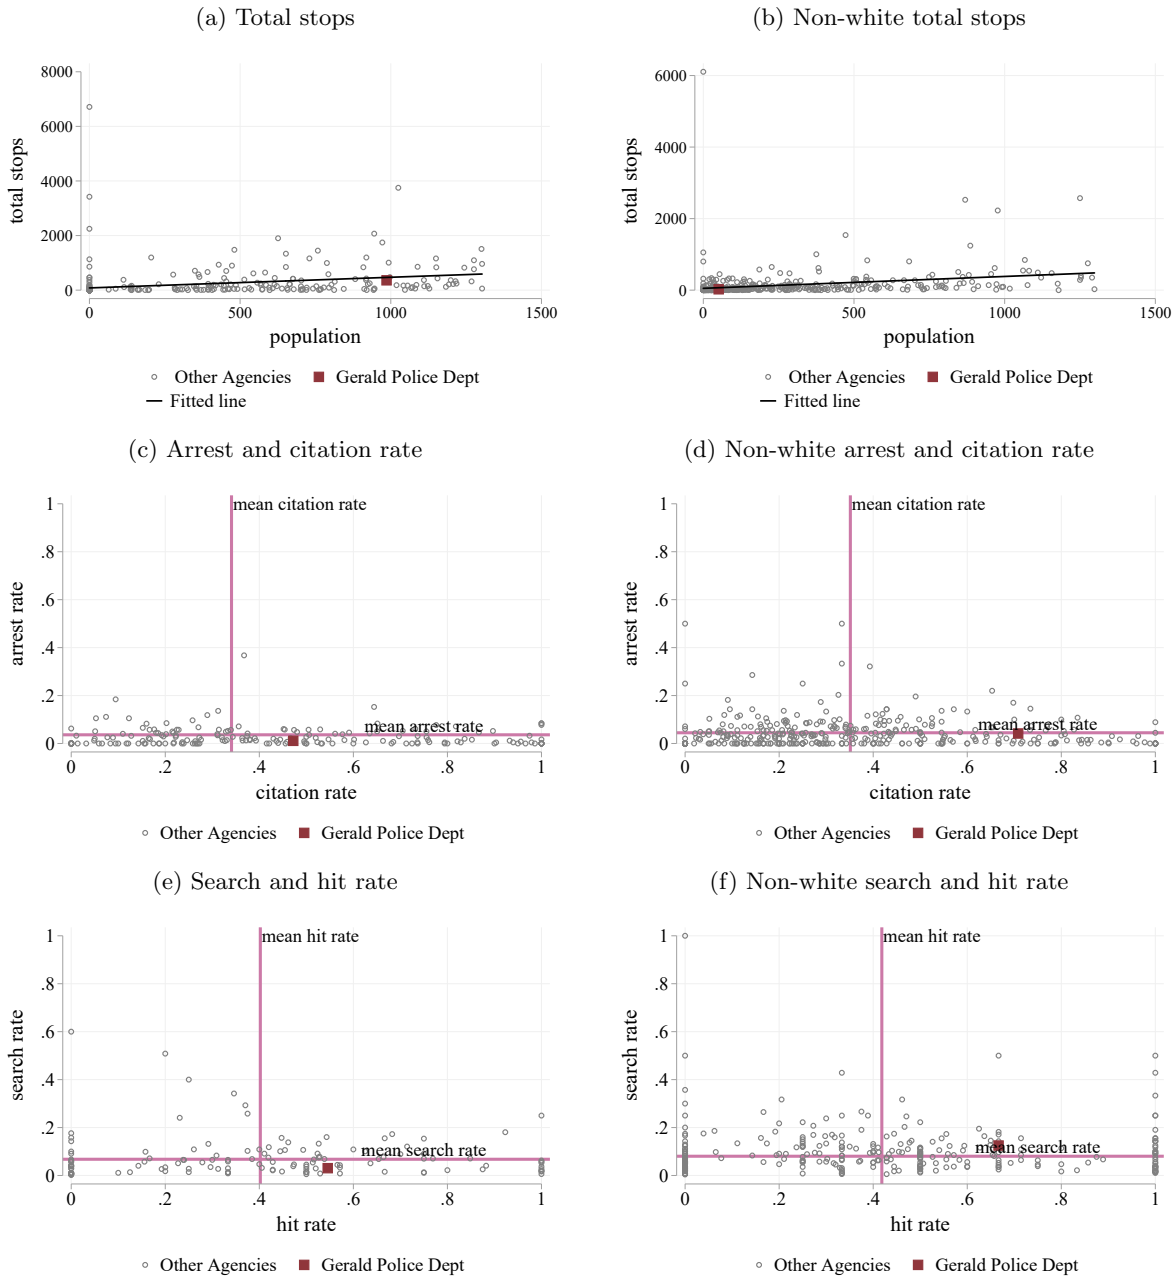 (a) Total stops
(b) Non-white total stops
8000
6000
4000
2000
0
total stops
0 500 1000 1500
population
6000
4000
2000
0
total stops
0 500 1000 1500
population
Other Agencies Gerald Police Dept
Fitted line
Other Agencies Gerald Police Dept
Fitted line
(c) Arrest and citation rate
(d) Non-white arrest and citation rate
1
.8
.6
.4
.2
0
arrest rate
mean citation rate
mean arrest rate
0 .2 .4 .6 .8 1
citation rate
1
.8
.6
.4
.2
0
arrest rate
mean citation rate
mean arrest rate
0 .2 .4 .6 .8 1
citation rate
Other Agencies Gerald Police Dept
Other Agencies Gerald Police Dept
(e) Search and hit rate
(f) Non-white search and hit rate
1
.8
.6
.4
.2
0
search rate
mean hit rate
mean search rate
0 .2 .4 .6 .8 1
hit rate
1
.8
.6
.4
.2
0
search rate
mean hit rate
mean search rate
0 .2 .4 .6 .8 1
hit rate
Other Agencies Gerald Police Dept
Other Agencies Gerald Police Dept